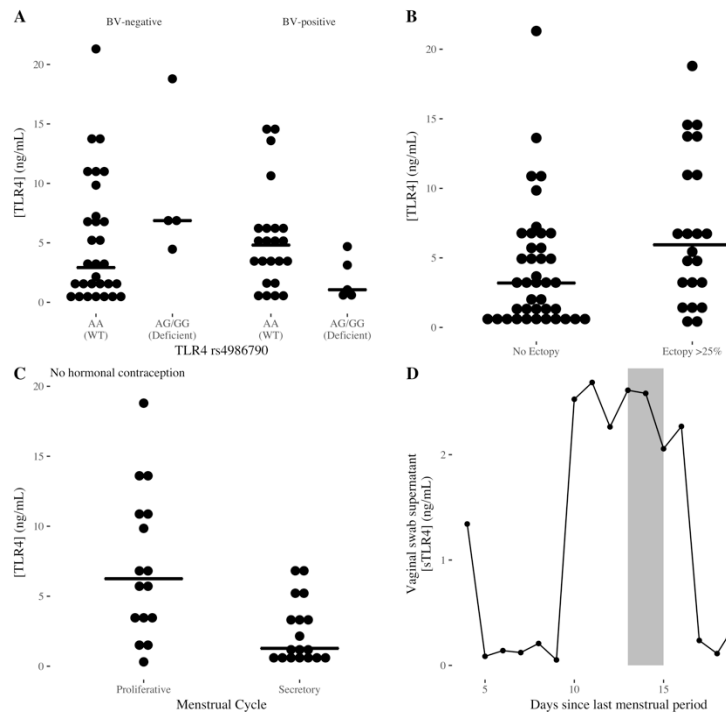 A
BV-negative
BV-positive
[TLR4] (ng/mL)
20
15
10
5
0
AA
(WT)
AG/GG
(Deficient)
AA
(WT)
AG/GG
(Deficient)
TLR4 rs4986790
B
[TLR4] (ng/mL)
20
15
10
5
0
No Ectopy
Ectopy >25%
C
No hormonal contraception
[TLR4] (ng/mL)
20
15
10
5
0
Proliferative
Secretory
Menstrual Cycle
D
Vaginal swab supernatant
[sTLR4] (ng/mL)
2
1
0
5
10
15
Days since last menstrual period